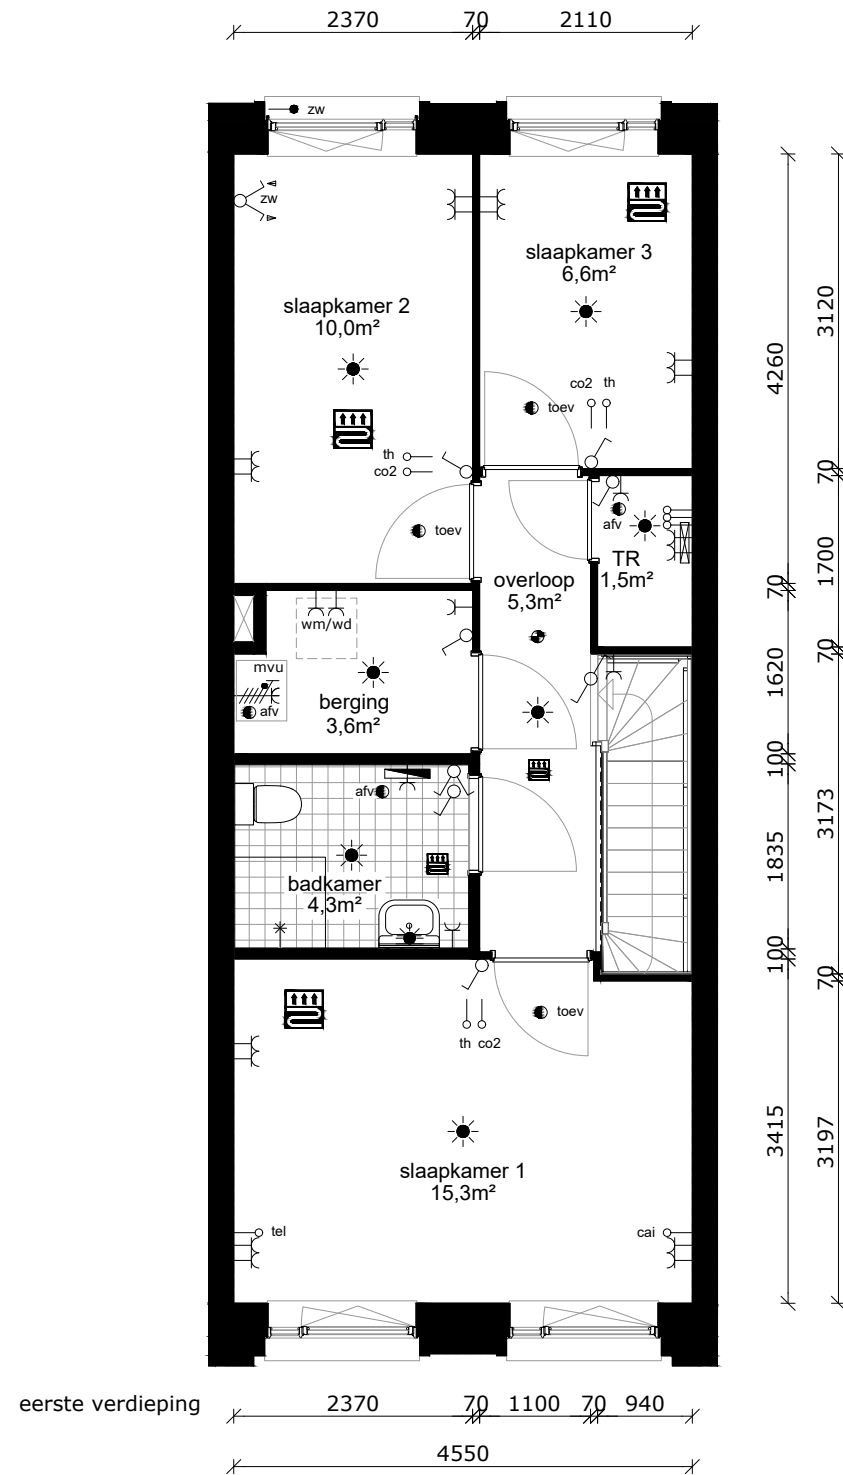 2370 70 2110
zw
zw
slaapkamer 3
6,6m²
slaapkamer 2
10,0m²
3120
4260
co2 th
toev
th
co2
toev
afv
TR
1,5m²
overloop
5,3m²
70
1700
70
wm/wd
mvu
afv
berging
3,6m²
70
1620
100
afv
badkamer
4,3m²
3173
1835
100
70
toev
th co2
slaapkamer 1
15,3m²
3415
3197
tel
cai
eerste verdieping
2370 70 1100 70 940
4550